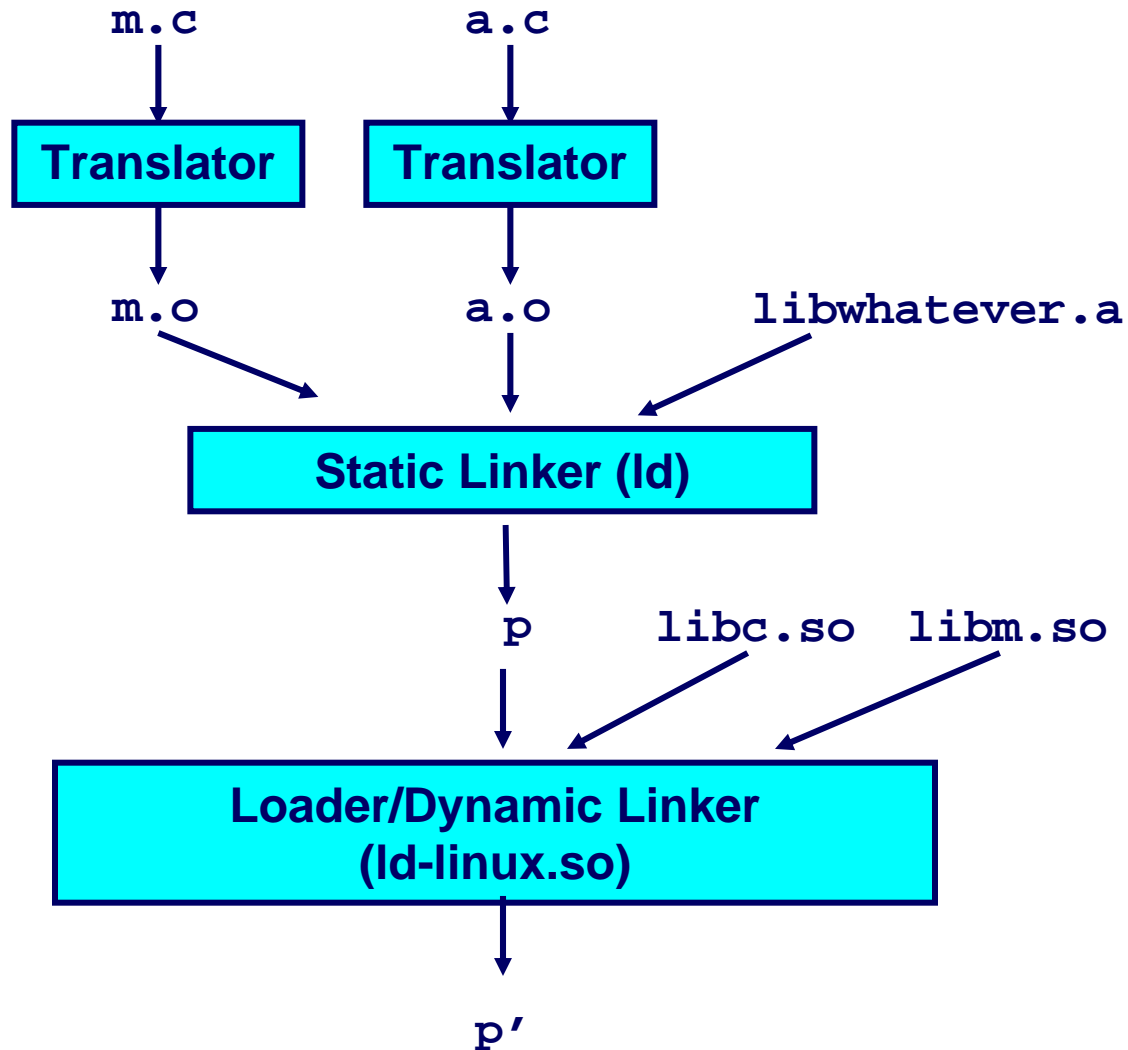 m.c a.c
Translator Translator
m.o a.o libwhatever.a
Static Linker (ld)
p libc.so libm.so
Loader/Dynamic Linker
(ld-linux.so)
p’